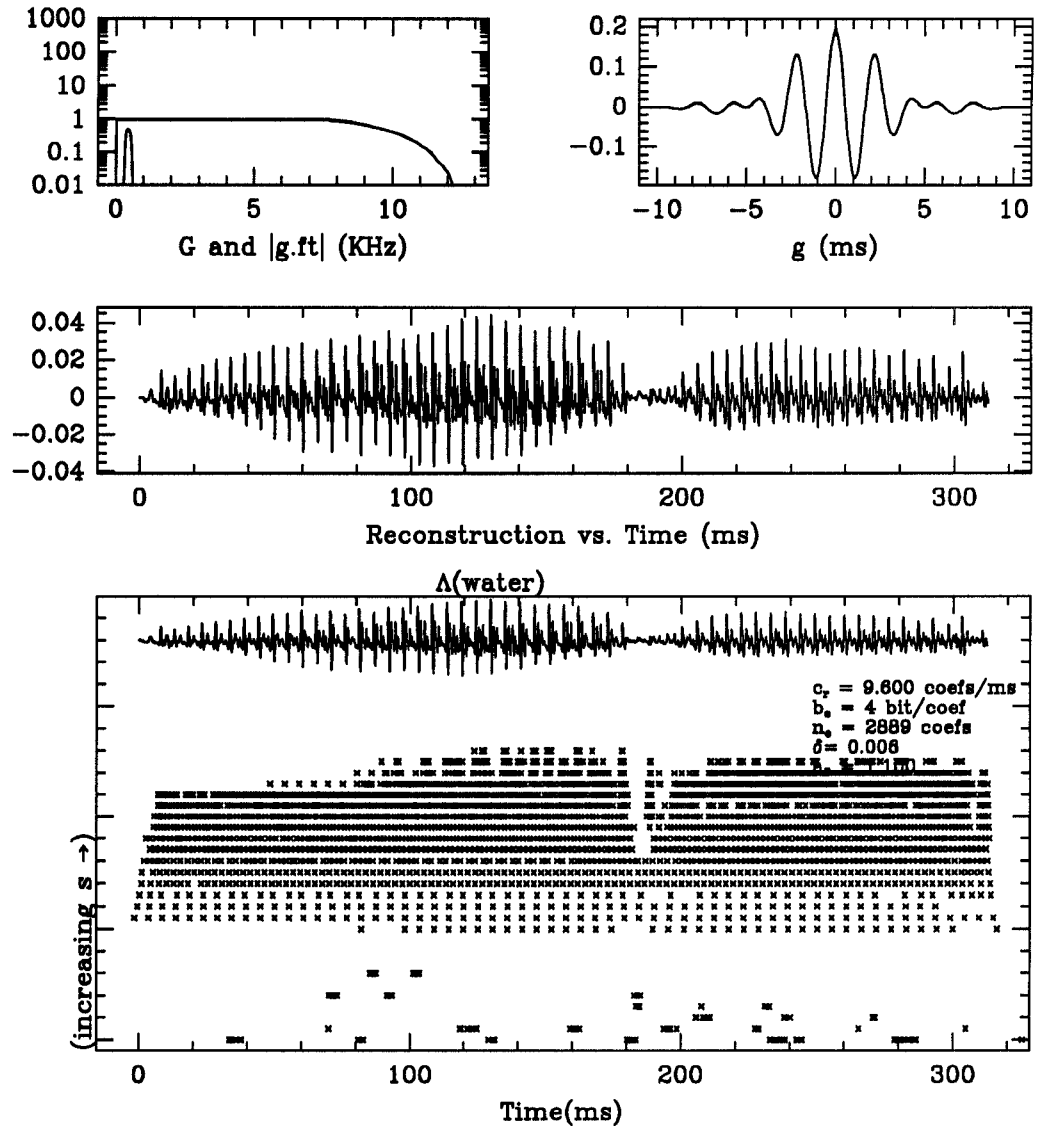 1000
100
10
1
0.1
0.01
0 5 10
G and |g.ft| (KHz)
0.2
0.1
0
−0.1
−10 −5 0 5 10
g (ms)
0.04
0.02
0
−0.02
−0.04
0 100 200 300
Reconstruction vs. Time (ms)
Λ(water)
c_r = 9.600 coefs/ms
= 4 bit/coef
= 2889 coefs
δ= 0.006
(increasing s →)
0 100 200 300
Time(ms)